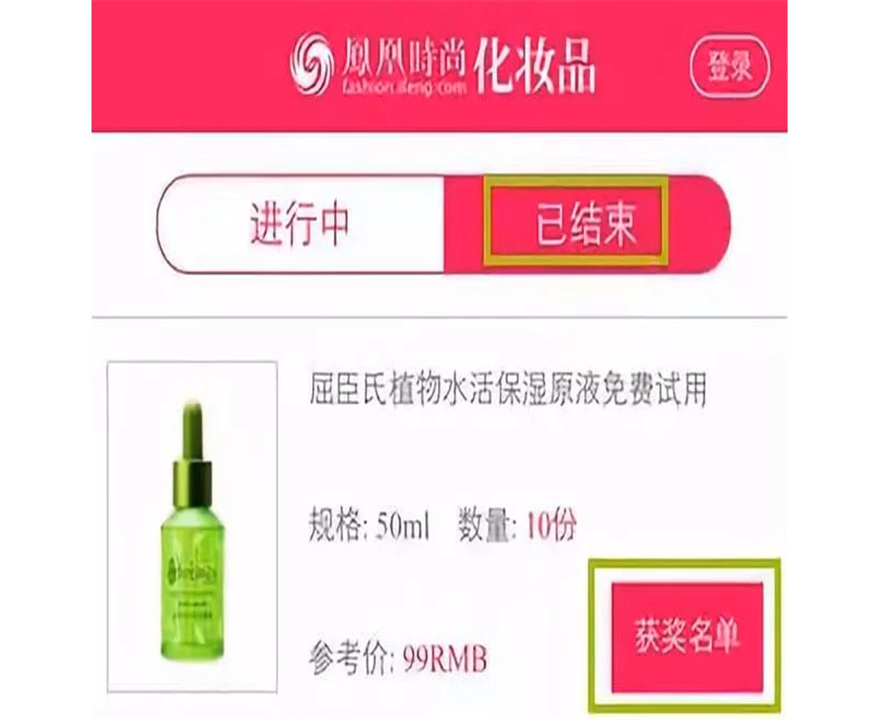 鳳凰時尚 化妆品
fashion.ifeng.com
登录
进行中
已结束
屈臣氏植物水活保湿原液免费试用
规格: 50ml 数量: 10份
参考价: 99RMB
获奖名单